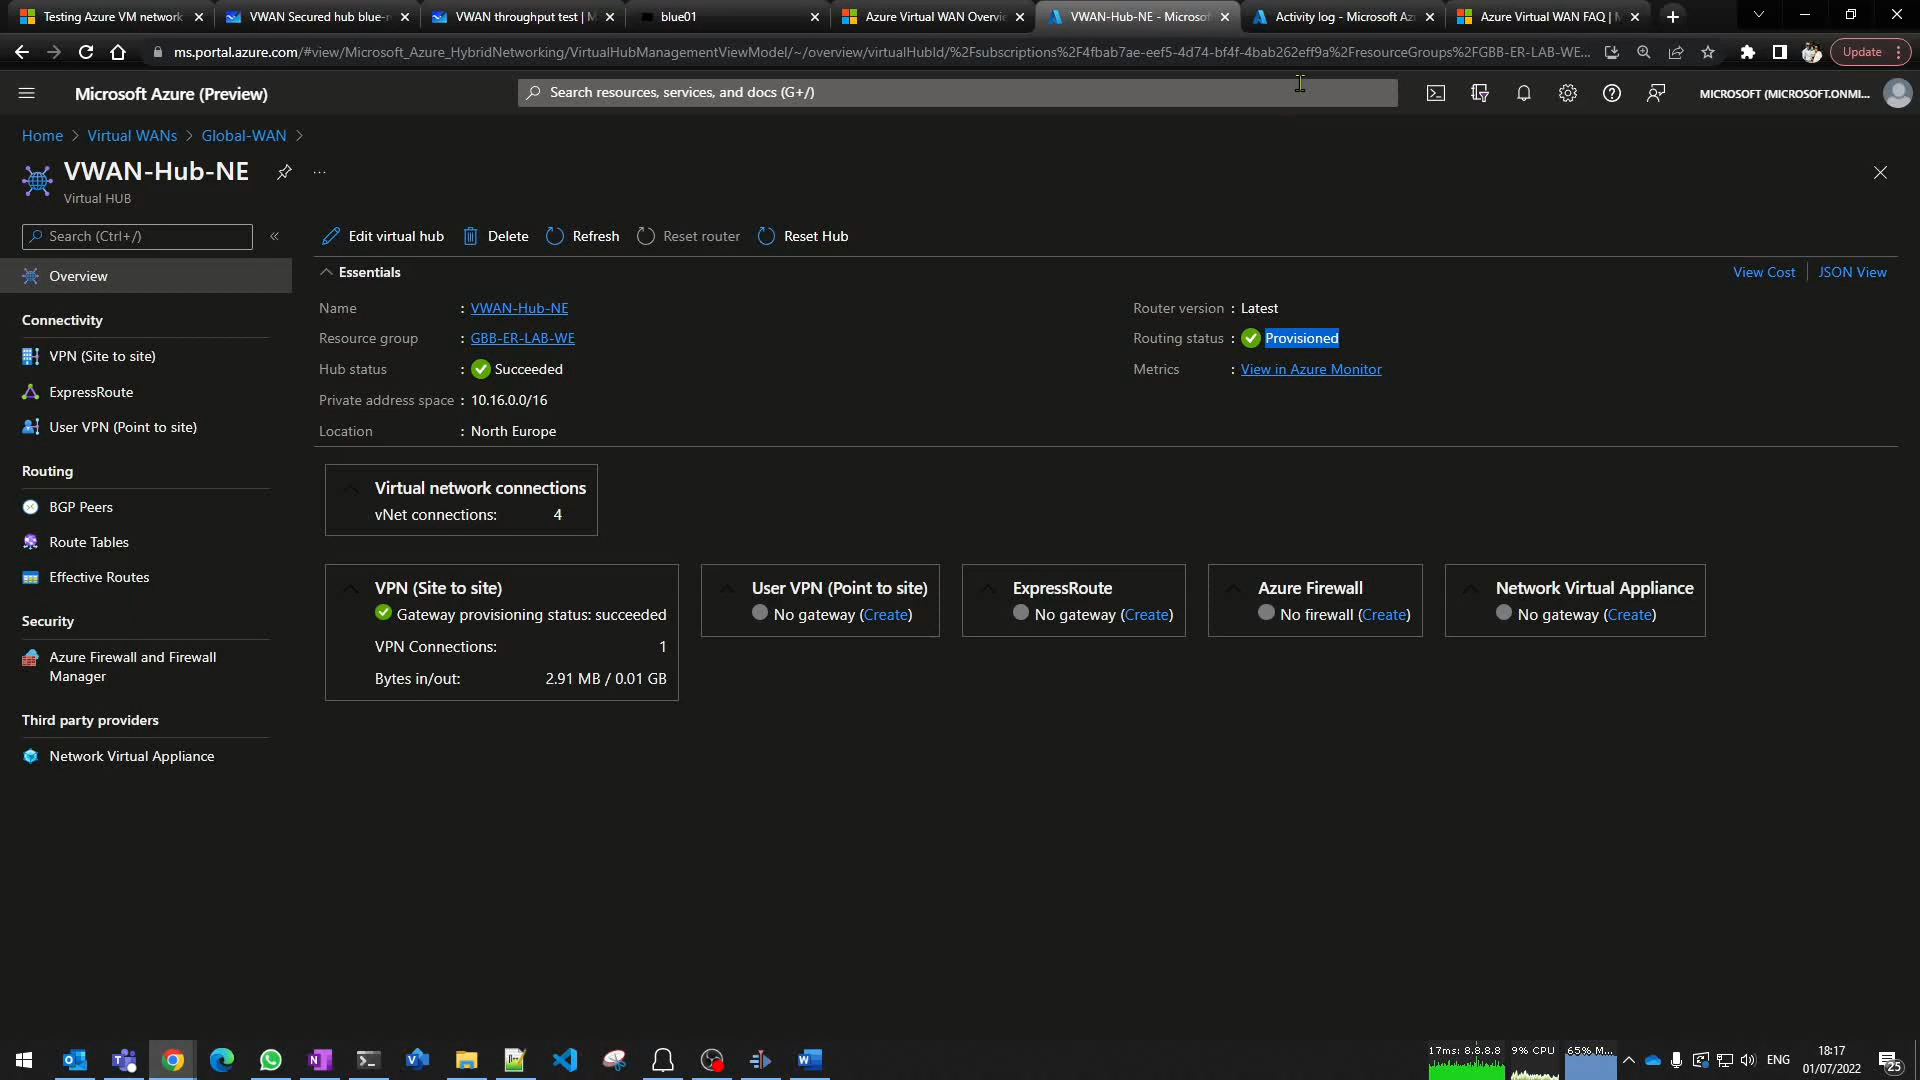 Testing Azure VM network
VWAN Secured hub blue-r
VWAN throughput test | M
blue01
Azure Virtual WAN Overvie
VWAN-Hub-NE - Microsof
Activity log - Microsoft Az
Azure Virtual WAN FAQ | M
ms.portal.azure.com/#view/Microsoft_Azure_HybridNetworking/VirtualHubManagementViewModel/~/overview/virtualHubId/%2Fsubscriptions%2F4fbab7ae-eef5-4d74-bf4f-4bab262eff9a%2FresourceGroups%2FGBB-ER-LAB-WE...
Update
Microsoft Azure (Preview)
Search resources, services, and docs (G+/)
MICROSOFT (MICROSOFT.ONMI...
Home > Virtual WANs > Global-WAN >
VWAN-Hub-NE
...
Virtual HUB
Search (Ctrl+/)
«
Edit virtual hub
Delete
Refresh
Reset router
Reset Hub
Overview
Connectivity
VPN (Site to site)
ExpressRoute
User VPN (Point to site)
Routing
BGP Peers
Route Tables
Effective Routes
Security
Azure Firewall and Firewall
Manager
Third party providers
Network Virtual Appliance
Essentials
View Cost
JSON View
Name : VWAN-Hub-NE
Resource group : GBB-ER-LAB-WE
Hub status : Succeeded
Private address space : 10.16.0.0/16
Location : North Europe
Router version : Latest
Routing status : Provisioned
Metrics : View in Azure Monitor
Virtual network connections
vNet connections: 4
VPN (Site to site)
Gateway provisioning status: succeeded
VPN Connections: 1
Bytes in/out: 2.91 MB / 0.01 GB
User VPN (Point to site)
No gateway (Create)
ExpressRoute
No gateway (Create)
Azure Firewall
No firewall (Create)
Network Virtual Appliance
No gateway (Create)
17ms: 8.8.8.8
9% CPU
65% M...
ENG
18:17
01/07/2022
25